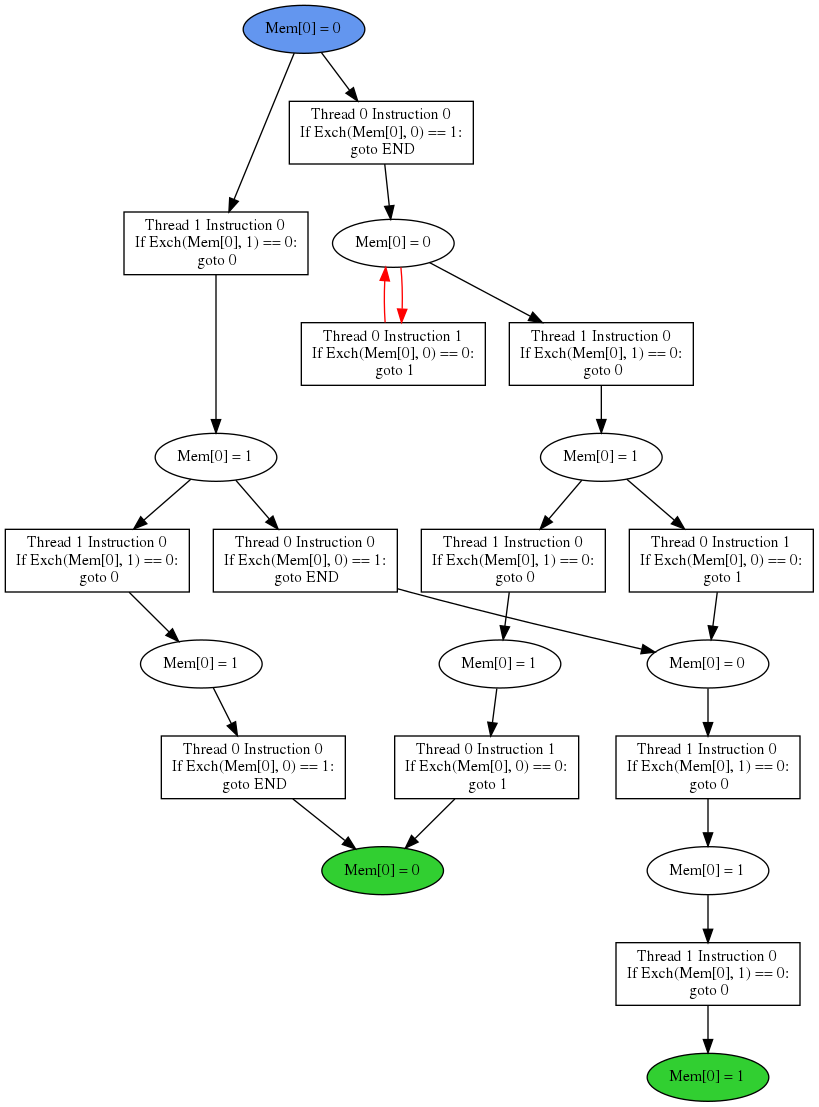 Mem[0] = 0
Thread 0 Instruction 0
If Exch(Mem[0], 0) == 1:
goto END
Thread 1 Instruction 0
If Exch(Mem[0], 1) == 0:
goto 0
Mem[0] = 0
Thread 0 Instruction 1
If Exch(Mem[0], 0) == 0:
goto 1
Thread 1 Instruction 0
If Exch(Mem[0], 1) == 0:
goto 0
Mem[0] = 1
Mem[0] = 1
Thread 1 Instruction 0
If Exch(Mem[0], 1) == 0:
goto 0
Thread 0 Instruction 0
If Exch(Mem[0], 0) == 1:
goto END
Thread 1 Instruction 0
If Exch(Mem[0], 1) == 0:
goto 0
Thread 0 Instruction 1
If Exch(Mem[0], 0) == 0:
goto 1
Mem[0] = 1
Mem[0] = 1
Mem[0] = 0
Thread 0 Instruction 0
If Exch(Mem[0], 0) == 1:
goto END
Thread 0 Instruction 1
If Exch(Mem[0], 0) == 0:
goto 1
Thread 1 Instruction 0
If Exch(Mem[0], 1) == 0:
goto 0
Mem[0] = 0
Mem[0] = 1
Thread 1 Instruction 0
If Exch(Mem[0], 1) == 0:
goto 0
Mem[0] = 1